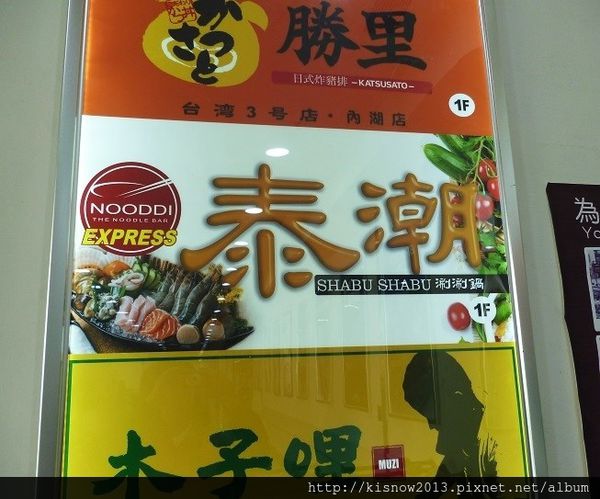 かつ
さと
勝里
日式炸豬排 -KATSUSATO-
1F
台湾3号店・內湖店
NOODDI
THE NOODLE BAR
EXPRESS
泰潮
SHABU SHABU 涮涮鍋
1F
為
Yo
木子哩
MUZI
http://kisnow2013.pixnet.net/album